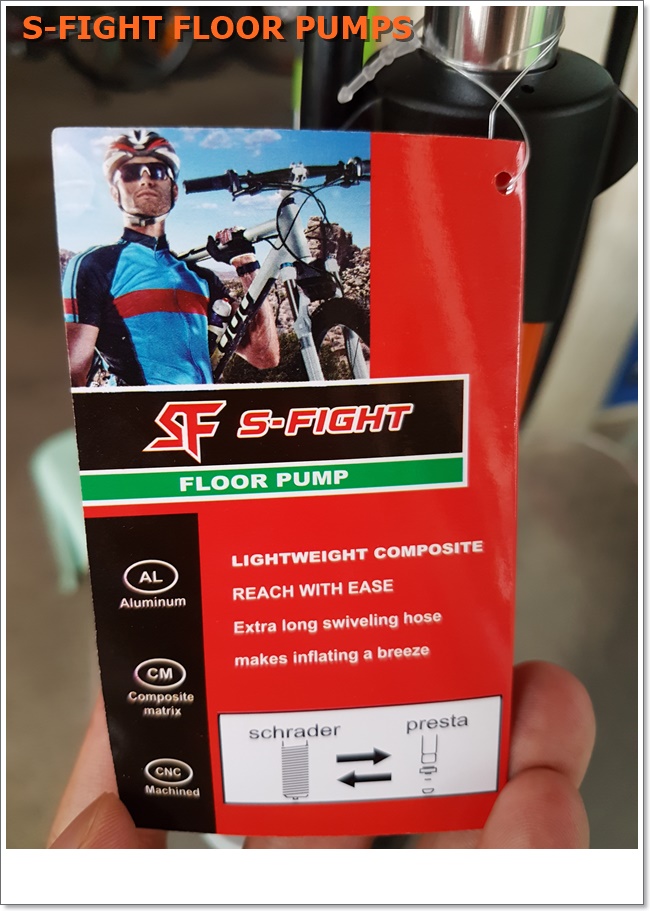 S-FIGHT FLOOR PUMPS
SF S-FIGHT
FLOOR PUMP
AL
Aluminum
CM
Composite
matrix
CNC
Machined
LIGHTWEIGHT COMPOSITE
REACH WITH EASE
Extra long swiveling hose
makes inflating a breeze
schrader
presta